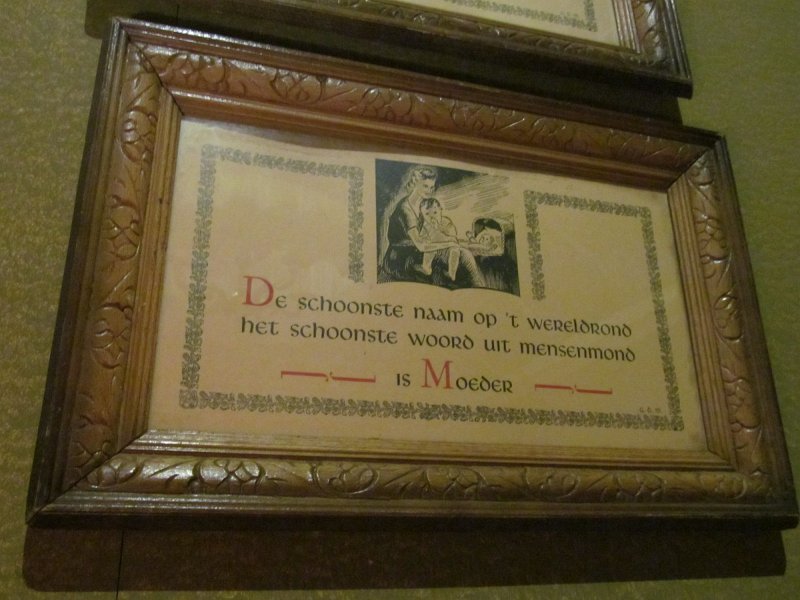 De schoonste naam op 't wereldrond
het schoonste woord uit mensenmond
is Moeder